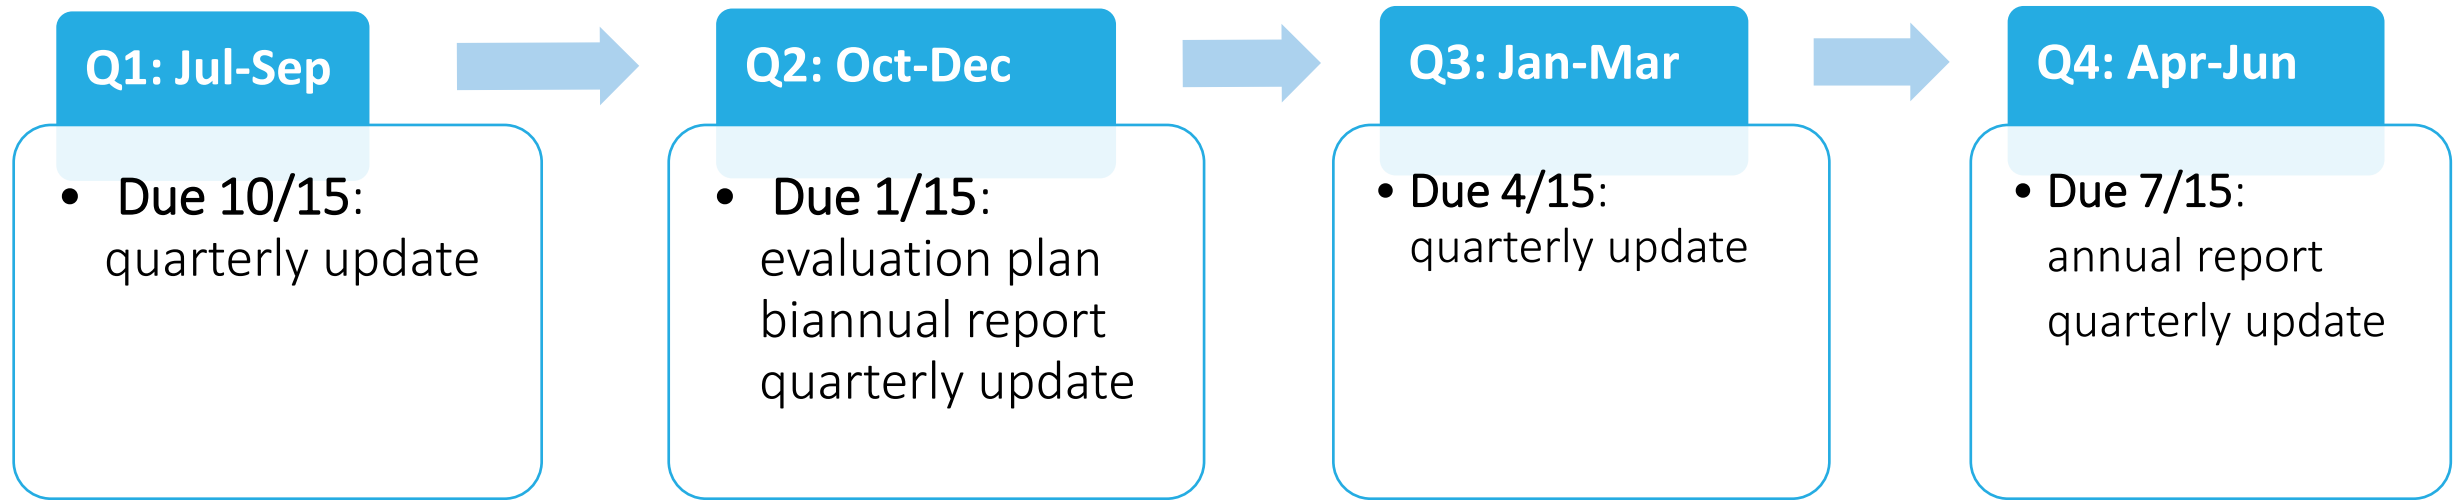 Q1: Jul-Sep
• Due 10/15:
quarterly update
Q2: Oct-Dec
• Due 1/15:
evaluation plan
biannual report
quarterly update
Q3: Jan-Mar
• Due 4/15:
quarterly update
Q4: Apr-Jun
• Due 7/15:
annual report
quarterly update